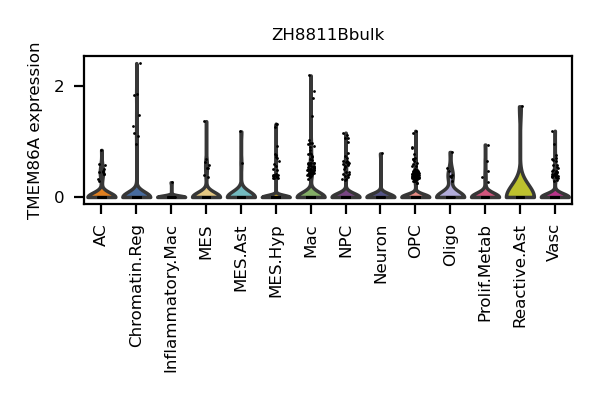 ZH8811Bbulk
TMEM86A expression
2
0
AC
Chromatin.Reg
Inflammatory.Mac
MES
MES.Ast
MES.Hyp
Mac
NPC
Neuron
OPC
Oligo
Prolif.Metab
Reactive.Ast
Vasc